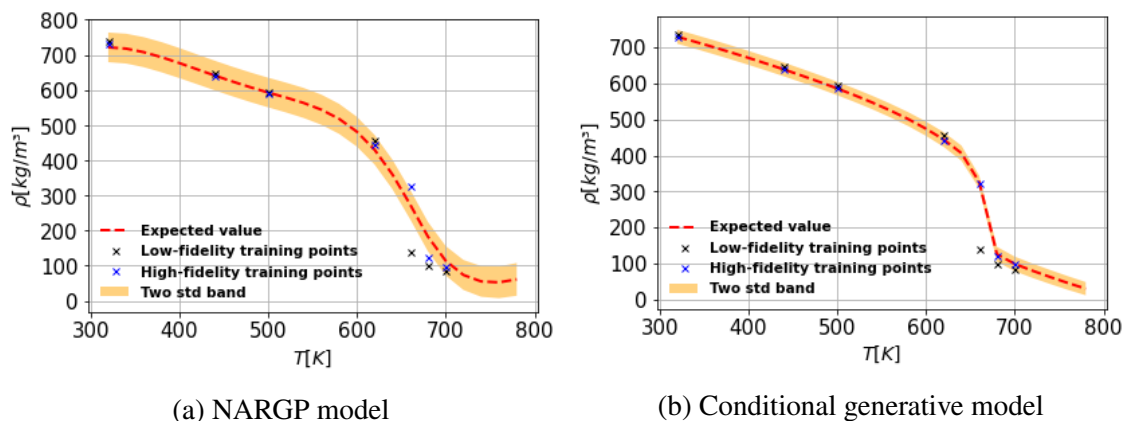 800
700
600
500
400
300
200
100
0
ρ[kg/m³]
Expected value
Low-fidelity training points
High-fidelity training points
Two std band
300 400 500 600 700 800
T[K]
(a) NARGP model
700
600
500
400
300
200
100
0
ρ[kg/m³]
Expected value
Low-fidelity training points
High-fidelity training points
Two std band
300 400 500 600 700 800
T[K]
(b) Conditional generative model